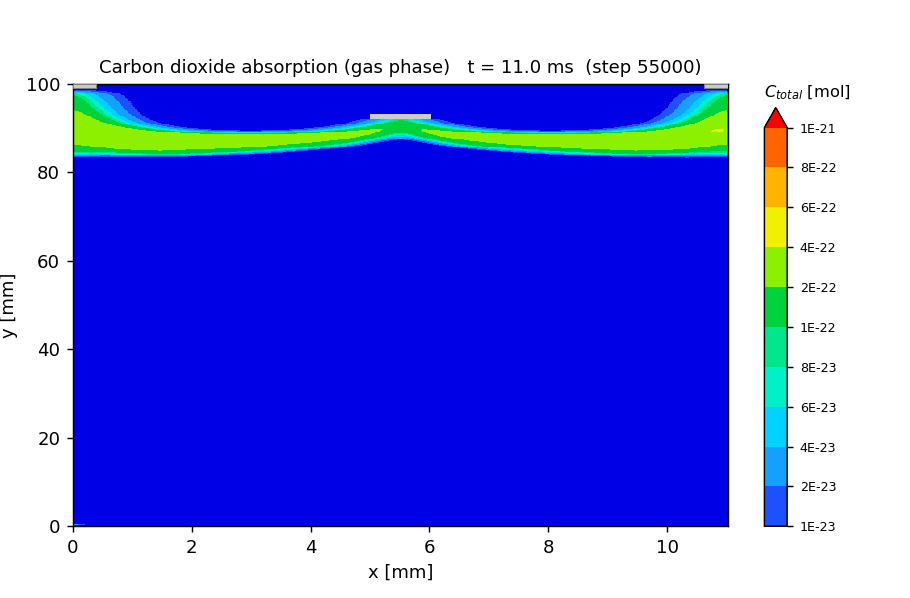 Carbon dioxide absorption (gas phase)   t = 11.0 ms  (step 55000)
C_total [mol]
1E-21
8E-22
6E-22
4E-22
2E-22
1E-22
8E-23
6E-23
4E-23
2E-23
1E-23
y [mm]
100
80
60
40
20
0
0 2 4 6 8 10
x [mm]